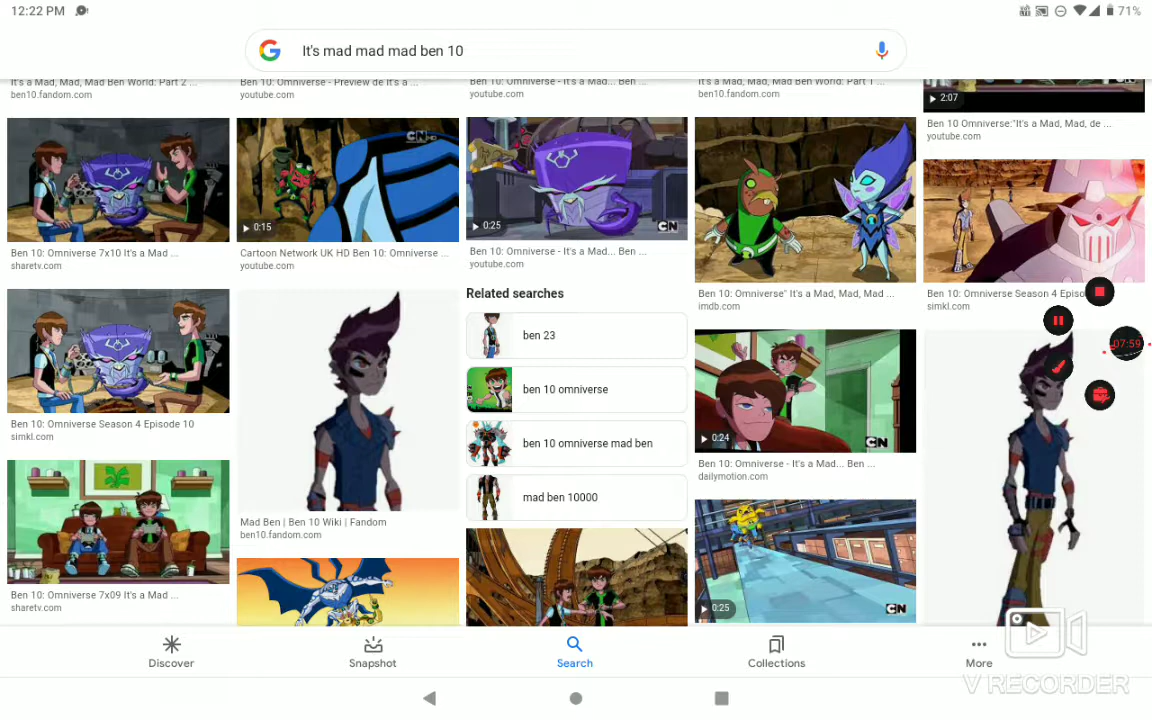 12:22 PM
71%
It's mad mad mad ben 10
It's a Mad, Mad, Mad Ben World: Part 2 ...
ben10.fandom.com
Ben 10: Omniverse - Preview de It's a ...
youtube.com
Ben 10: Omniverse - It's a Mad... Ben ...
youtube.com
It's a Mad, Mad, Mad Ben World: Part 1 ...
ben10.fandom.com
2:07
Ben 10 Omniverse:"It's a Mad, Mad, de ...
youtube.com
Ben 10: Omniverse 7x10 It's a Mad ...
sharetv.com
CN
0:15
Cartoon Network UK HD Ben 10: Omniverse ...
youtube.com
0:25
CN
Ben 10: Omniverse - It's a Mad... Ben ...
youtube.com
Ben 10: Omniverse" It's a Mad, Mad, Mad ...
imdb.com
Ben 10: Omniverse Season 4 Episo
simkl.com
07:59
Ben 10: Omniverse Season 4 Episode 10
simkl.com
Mad Ben | Ben 10 Wiki | Fandom
ben10.fandom.com
Related searches
ben 23
ben 10 omniverse
ben 10 omniverse mad ben
mad ben 10000
0:24
CN
Ben 10: Omniverse - It's a Mad... Ben ...
dailymotion.com
Ben 10: Omniverse 7x09 It's a Mad ...
sharetv.com
0:25
CN
Discover
Snapshot
Search
Collections
More
V RECORDER